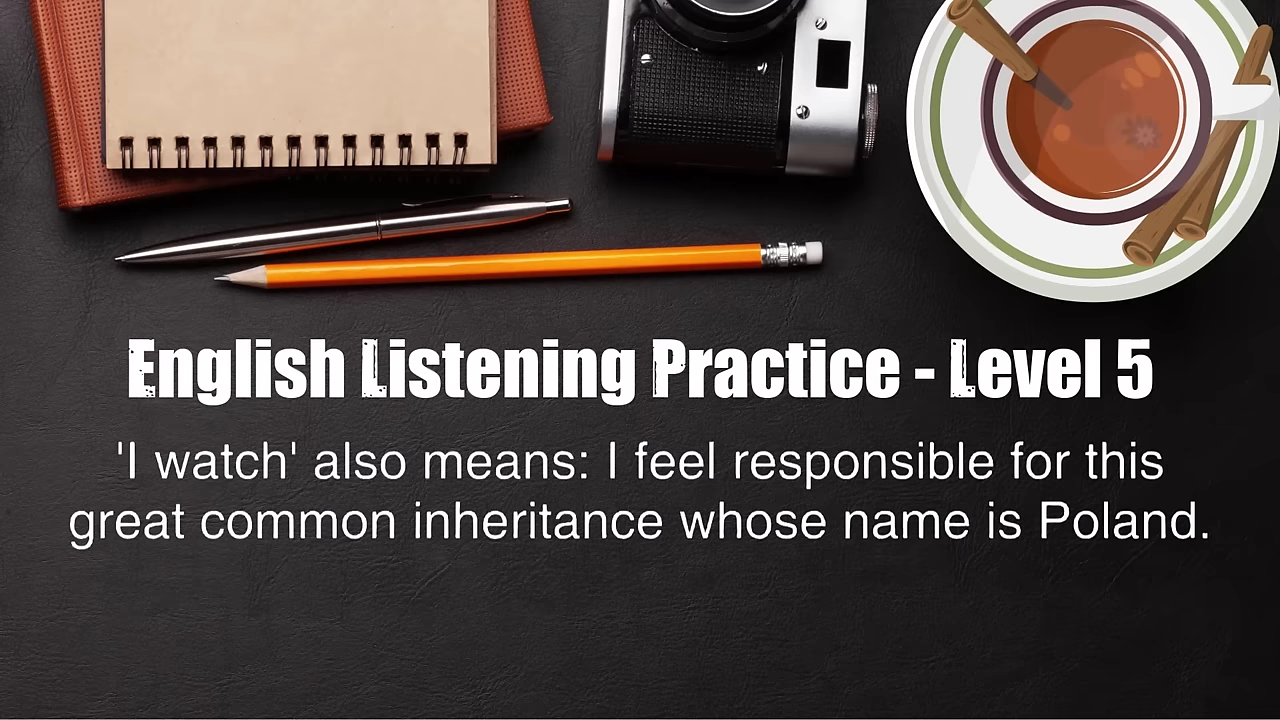 English Listening Practice - Level 5
'I watch' also means: I feel responsible for this
great common inheritance whose name is Poland.